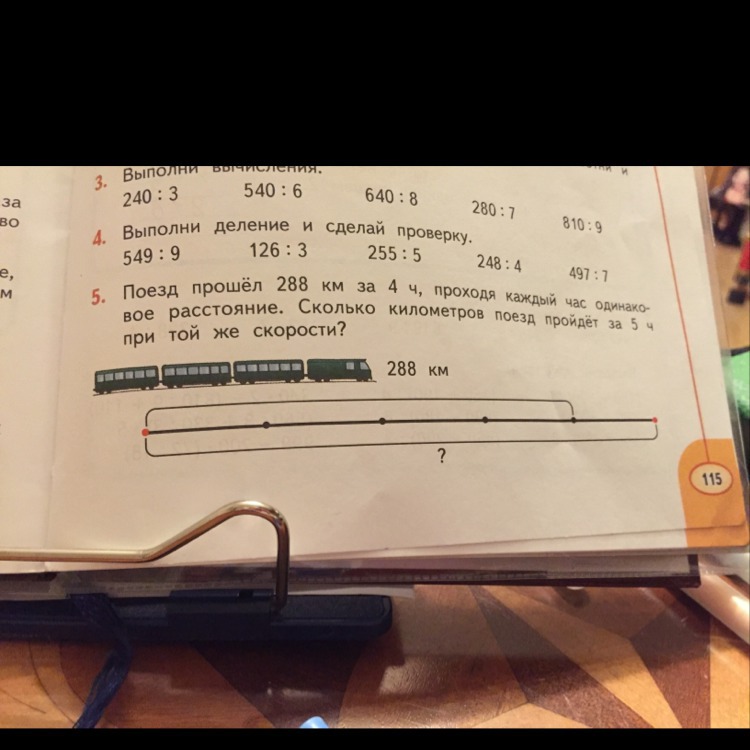 за
во
е,
м
3. Выполни вычисления. и
240 : 3 540 : 6 640 : 8 280 : 7 810 : 9
4. Выполни деление и сделай проверку.
549 : 9 126 : 3 255 : 5 248 : 4 497 : 7
5. Поезд прошёл 288 км за 4 ч, проходя каждый час одинако-
вое расстояние. Сколько километров поезд пройдёт за 5 ч
при той же скорости?
288 км
?
115